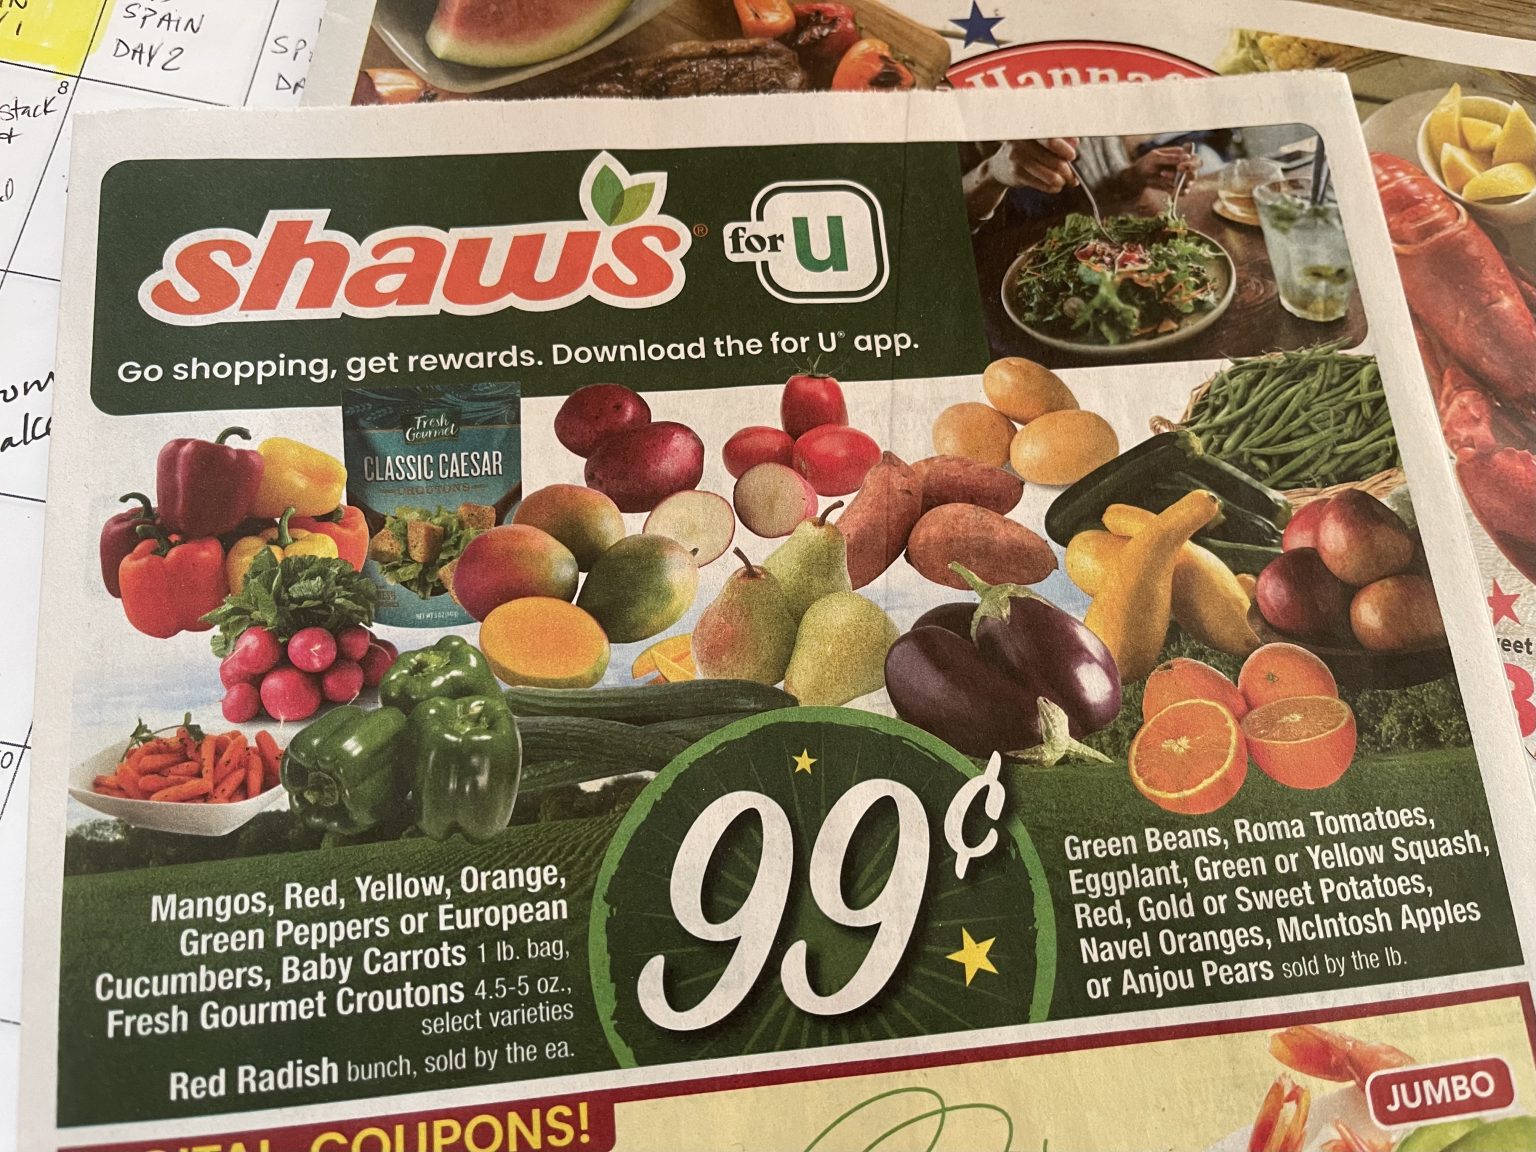 SPAIN
DAY 2
8
stack
Hannaf
shaw's® for U
Go shopping, get rewards. Download the for U® app.
Fresh
Gourmet
CLASSIC CAESAR
CROUTONS
99¢
Mangos, Red, Yellow, Orange,
Green Peppers or European
Cucumbers, Baby Carrots 1 lb. bag,
Fresh Gourmet Croutons 4.5-5 oz.,
select varieties
Red Radish bunch, sold by the ea.
Green Beans, Roma Tomatoes,
Eggplant, Green or Yellow Squash,
Red, Gold or Sweet Potatoes,
Navel Oranges, McIntosh Apples
or Anjou Pears sold by the lb.
COUPONS!
JUMBO